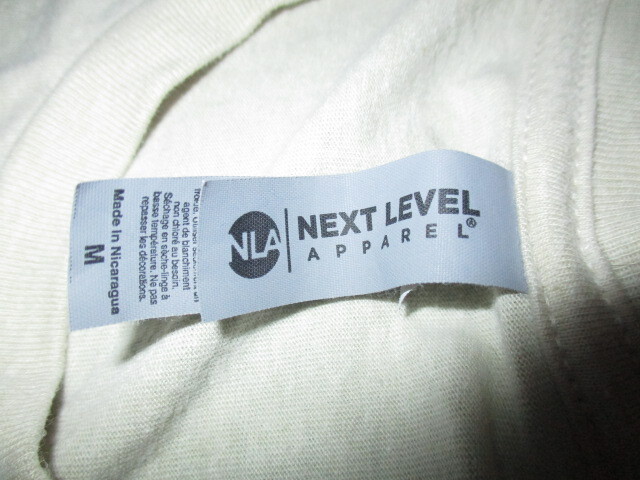 NLA
NEXT LEVEL®
APPAREL
agent de blanchiment
non chloré au besoin.
Séchage en sèche-linge à
basse température. Ne pas
repasser les décorations.
Made in Nicaragua
M